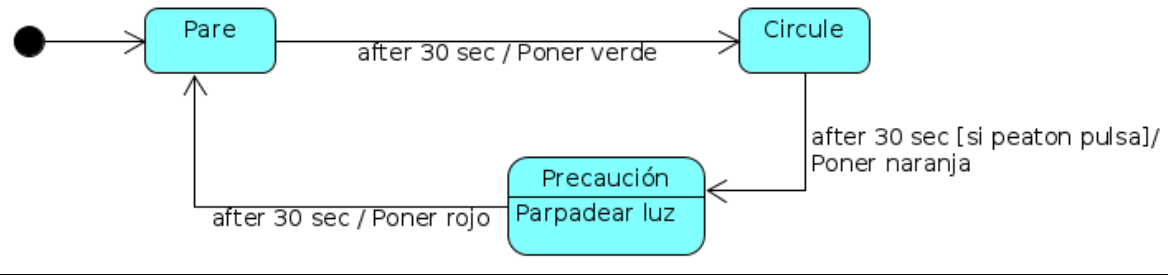 Pare
Circule
after 30 sec / Poner verde
after 30 sec [si peaton pulsa]/
Poner naranja
Precaución
Parpadear luz
after 30 sec / Poner rojo